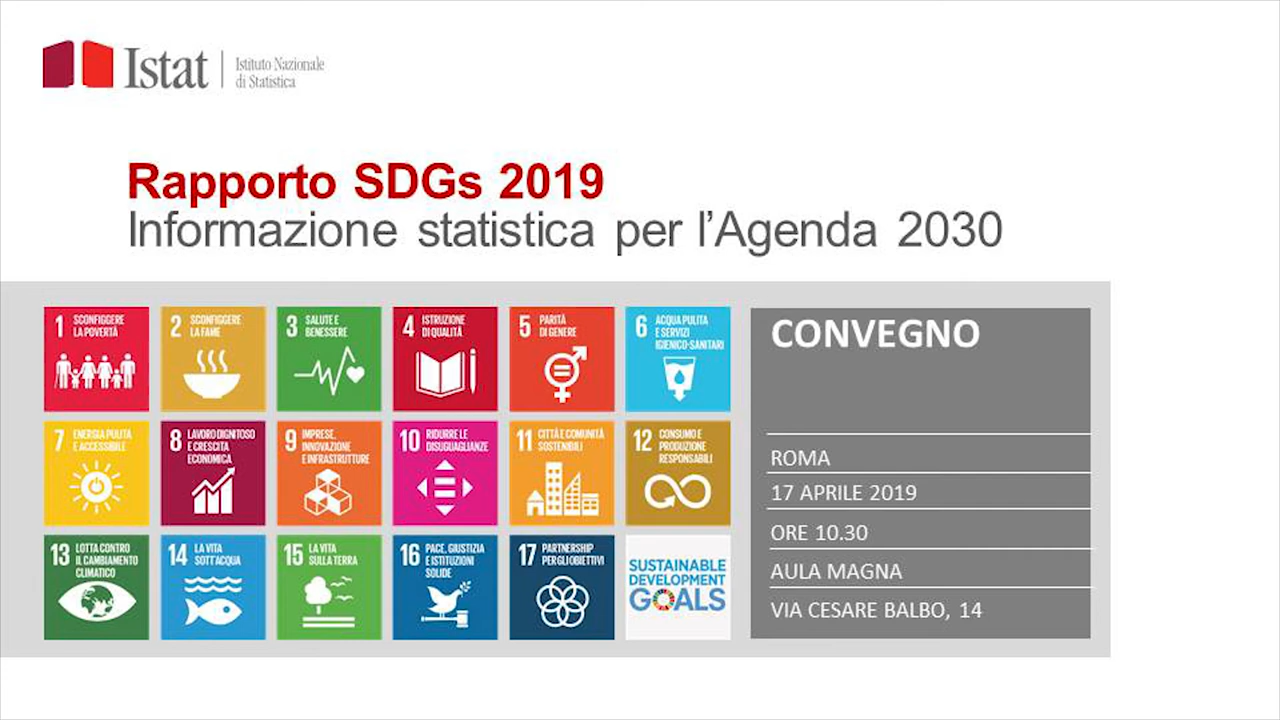 Istat
Istituto Nazionale
di Statistica
Rapporto SDGs 2019
Informazione statistica per l’Agenda 2030
1 SCONFIGGERE
LA POVERTÀ
2 SCONFIGGERE
LA FAME
3 SALUTE E
BENESSERE
4 ISTRUZIONE
DI QUALITÀ
5 PARITÀ
DI GENERE
6 ACQUA PULITA
E SERVIZI
IGIENICO-SANITARI
7 ENERGIA PULITA
E ACCESSIBILE
8 LAVORO DIGNITOSO
E CRESCITA
ECONOMICA
9 IMPRESE,
INNOVAZIONE
E INFRASTRUTTURE
10 RIDURRE LE
DISUGUAGLIANZE
11 CITTÀ E COMUNITÀ
SOSTENIBILI
12 CONSUMO E
PRODUZIONE
RESPONSABILI
13 LOTTA CONTRO
IL CAMBIAMENTO
CLIMATICO
14 LA VITA
SOTT'ACQUA
15 LA VITA
SULLA TERRA
16 PACE, GIUSTIZIA
E ISTITUZIONI
SOLIDE
17 PARTNERSHIP
PER GLI OBIETTIVI
SUSTAINABLE
DEVELOPMENT
GOALS
CONVEGNO
ROMA
17 APRILE 2019
ORE 10.30
AULA MAGNA
VIA CESARE BALBO, 14